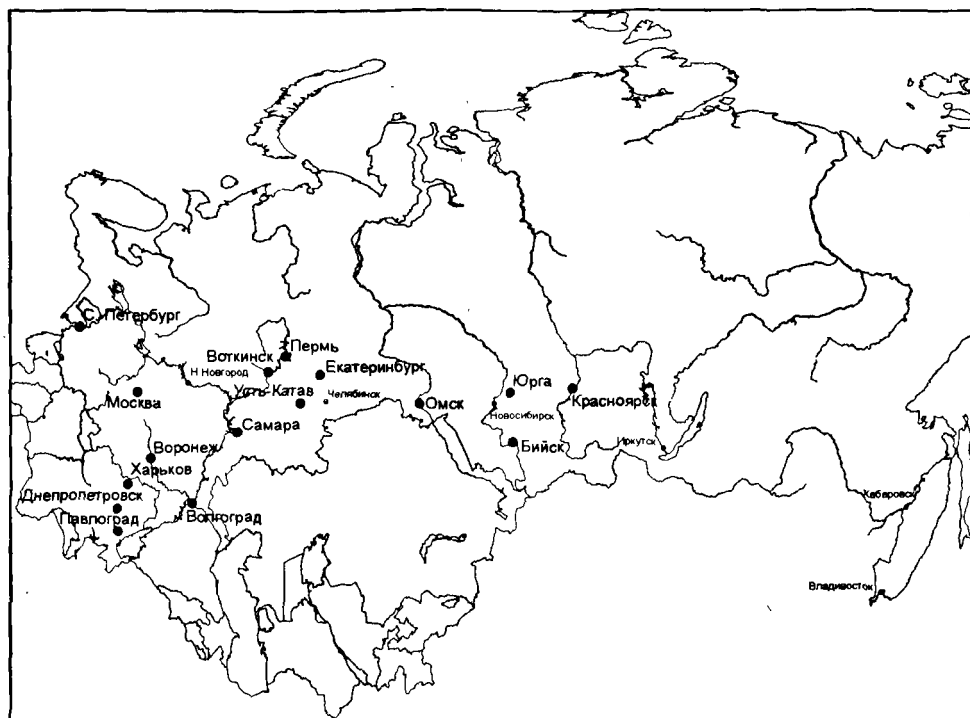 С.-Петербург
Пермь
Воткинск
Н Новгород
Екатеринбург
Усть-Катав
Челябинск
Москва
Омск
Юрга
Новосибирск
Красноярск
Самара
Бийск
Иркутск
Воронеж
Харьков
Днепропетровск
Павлоград
Волгоград
Хабаровск
Владивосток